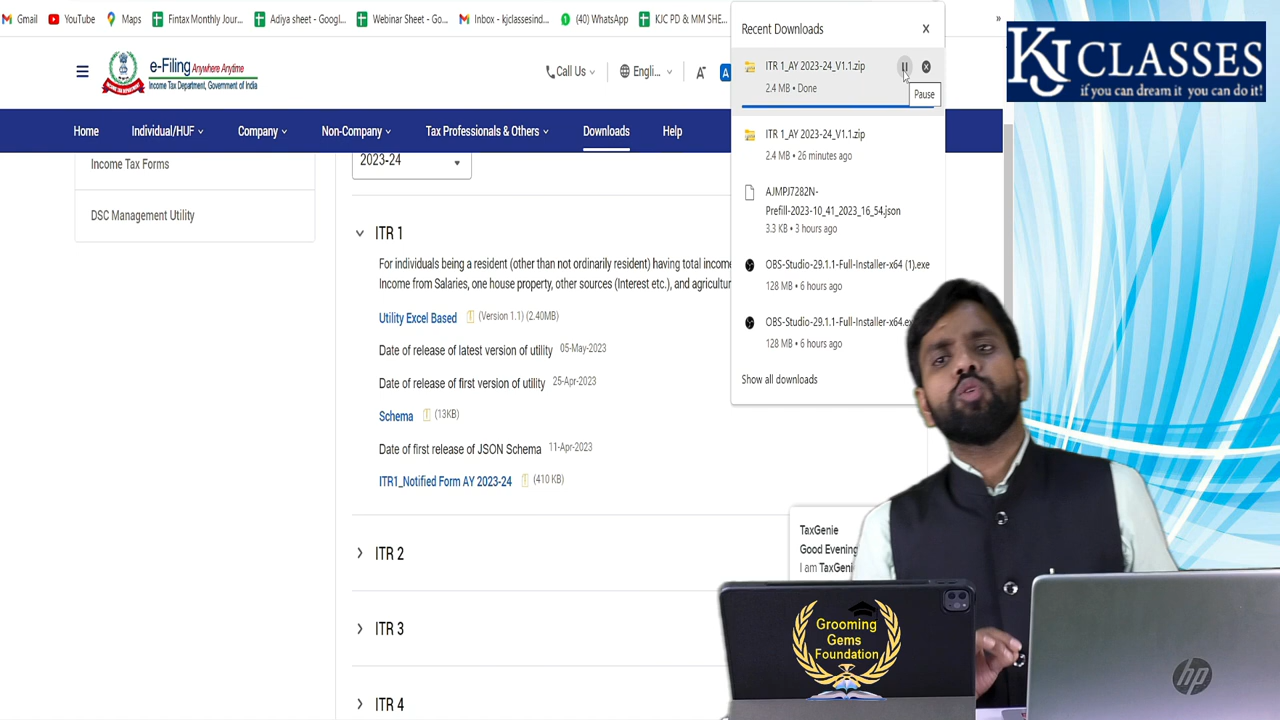 Gmail YouTube Maps Fintax Monthly Jour... Adiya sheet - Googl... Webinar Sheet - Go... Inbox - kjclassesind... (40) WhatsApp KJC PD & MM SHE... »
Recent Downloads
ITR 1_AY 2023-24_V1.1.zip
2.4 MB • Done
Pause
ITR 1_AY 2023-24_V1.1.zip
2.4 MB • 26 minutes ago
AJMPJ7282N-
Prefill-2023-10_41_2023_16_54.json
3.3 KB • 3 hours ago
OBS-Studio-29.1.1-Full-Installer-x64 (1).exe
128 MB • 6 hours ago
OBS-Studio-29.1.1-Full-Installer-x64.ex
128 MB • 6 hours ago
Show all downloads
KJ CLASSES
if you can dream it you can do it!
e-Filing Anywhere Anytime
Income Tax Department, Government of India
Call Us Engli... A
Home Individual/HUF Company Non-Company Tax Professionals & Others Downloads Help
Income Tax Forms
DSC Management Utility
2023-24
ITR 1
For individuals being a resident (other than not ordinarily resident) having total income
Income from Salaries, one house property, other sources (Interest etc.), and agricultur
Utility Excel Based (Version 1.1) (2.40MB)
Date of release of latest version of utility 05-May-2023
Date of release of first version of utility 25-Apr-2023
Schema (13KB)
Date of first release of JSON Schema 11-Apr-2023
ITR1_Notified Form AY 2023-24 (410 KB)
ITR 2
ITR 3
ITR 4
TaxGenie
Good Evening
I am TaxGeni
Grooming
Gems
Foundation
hp